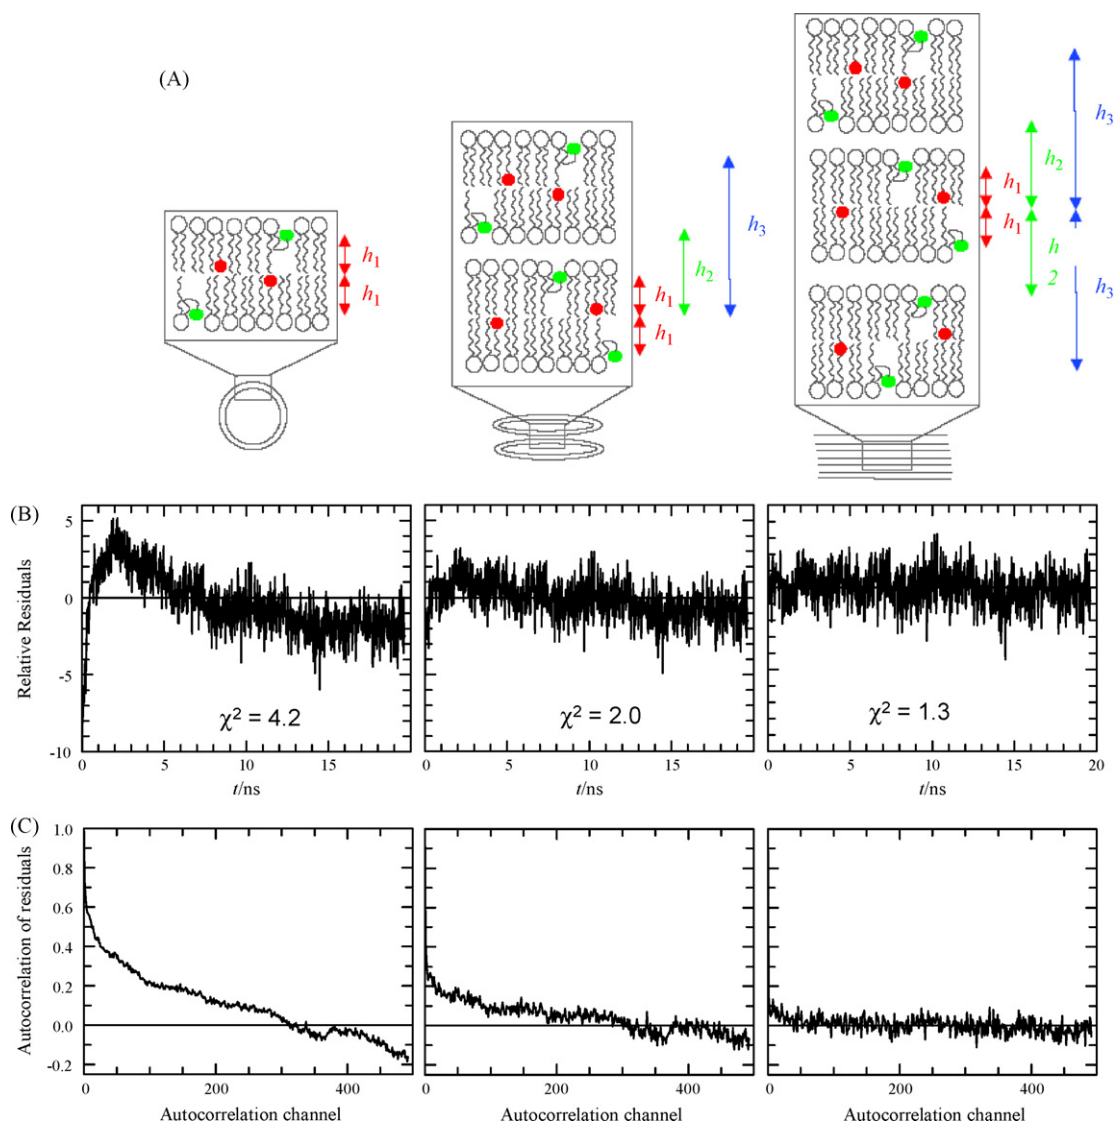 (A)
h₁
h₁
h₃
h₂
h₁
h₁
h₃
h₂
h₁
h₁
h
2
h₃
(B)
Relative Residuals
5
0
-5
-10
χ² = 4.2
χ² = 2.0
χ² = 1.3
0 5 10 15
0 5 10 15
0 5 10 15 20
t/ns
t/ns
t/ns
(C)
Autocorrelation of residuals
1.0
0.8
0.6
0.4
0.2
0.0
-0.2
0 200 400
0 200 400
0 200 400
Autocorrelation channel
Autocorrelation channel
Autocorrelation channel